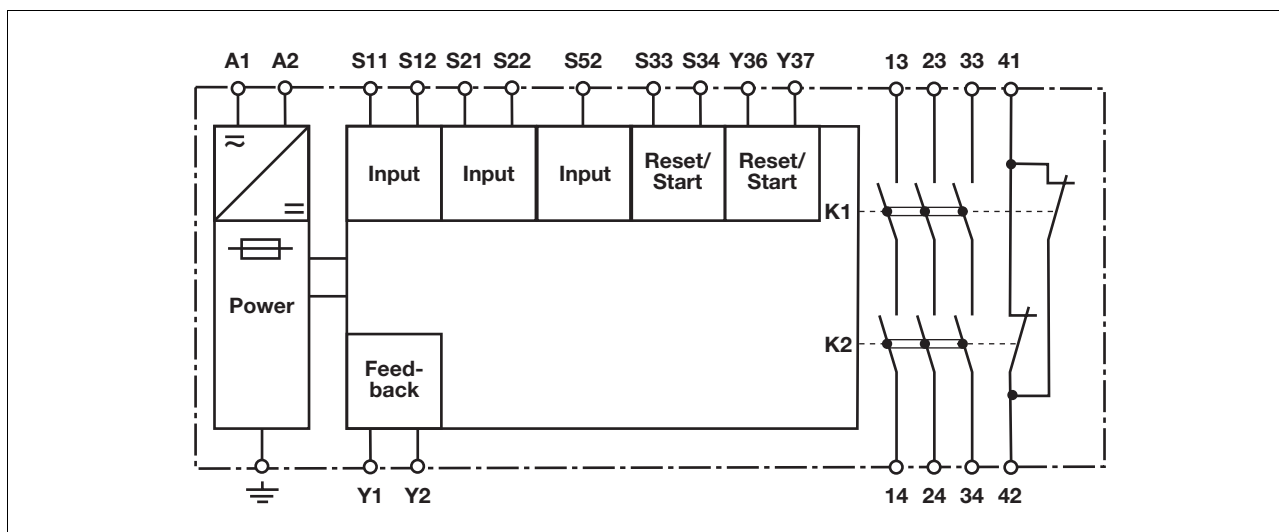 A1 A2 S11 S12 S21 S22 S52 S33 S34 Y36 Y37 13 23 33 41
Input Input Input Reset/
Start Reset/
Start
K1
Power
K2
Feed-
back
Y1 Y2 14 24 34 42